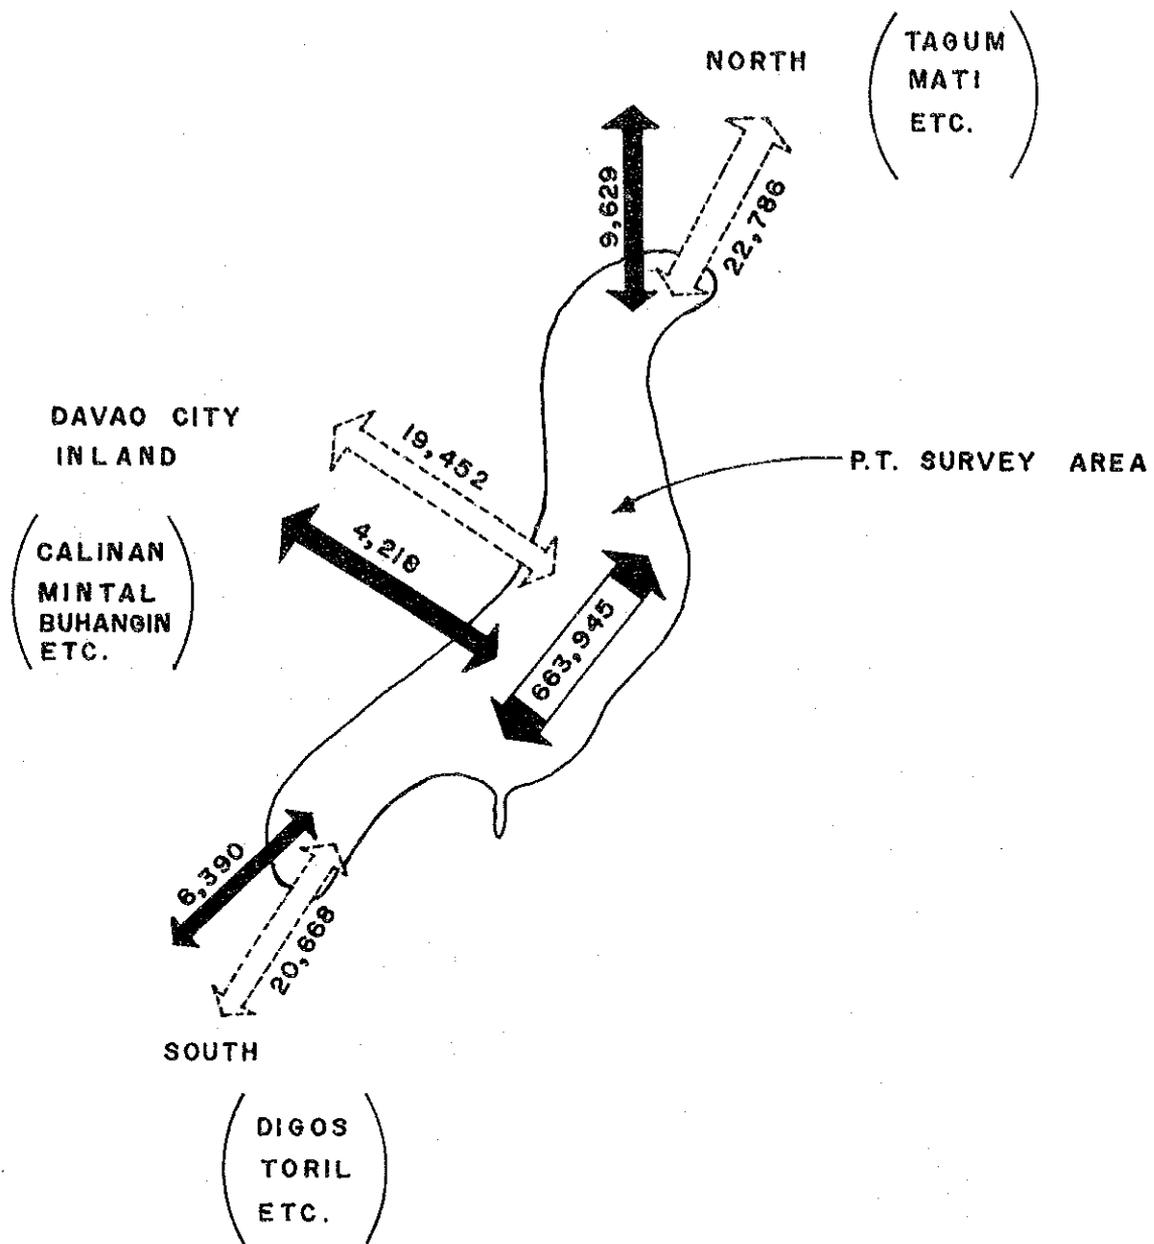 NORTH
TAGUM
MATI
ETC.
9,629
22,786
DAVAO CITY
INLAND
19,452
P.T. SURVEY AREA
4,218
CALINAN
MINTAL
BUHANGIN
ETC.
663,945
6,390
20,668
SOUTH
DIGOS
TORIL
ETC.